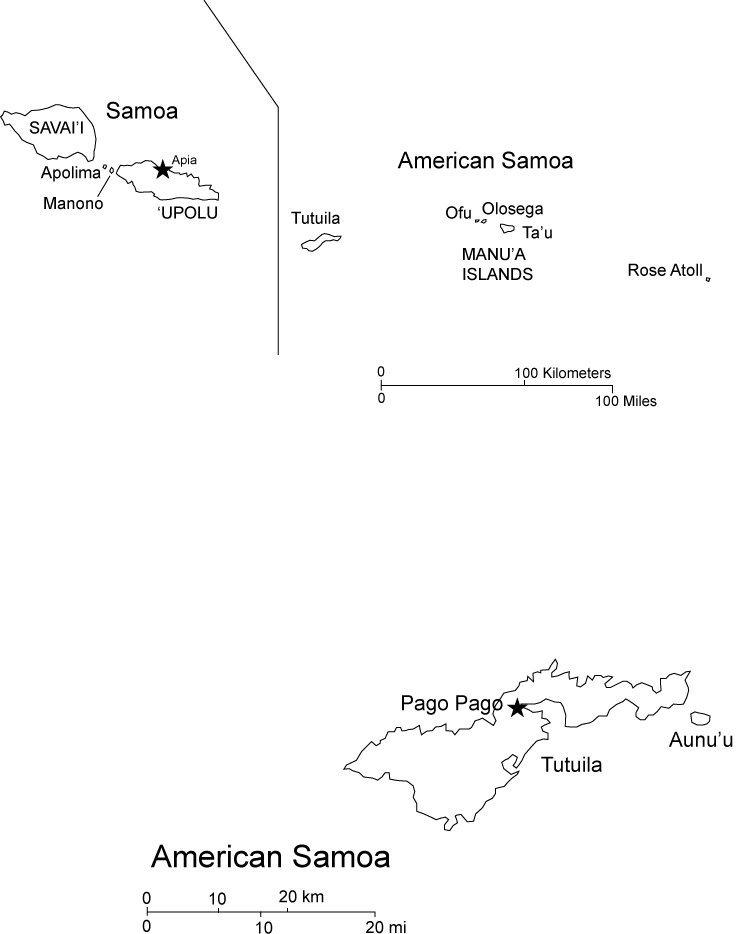 Samoa
SAVAI'I
Apia
Apolima
Manono
'UPOLU
American Samoa
Tutuila
Ofu
Olosega
Ta'u
MANU'A
ISLANDS
Rose Atoll
0 100 Kilometers
0 100 Miles
Pago Pago
Aunu'u
Tutuila
American Samoa
0 10 20 km
0 10 20 mi